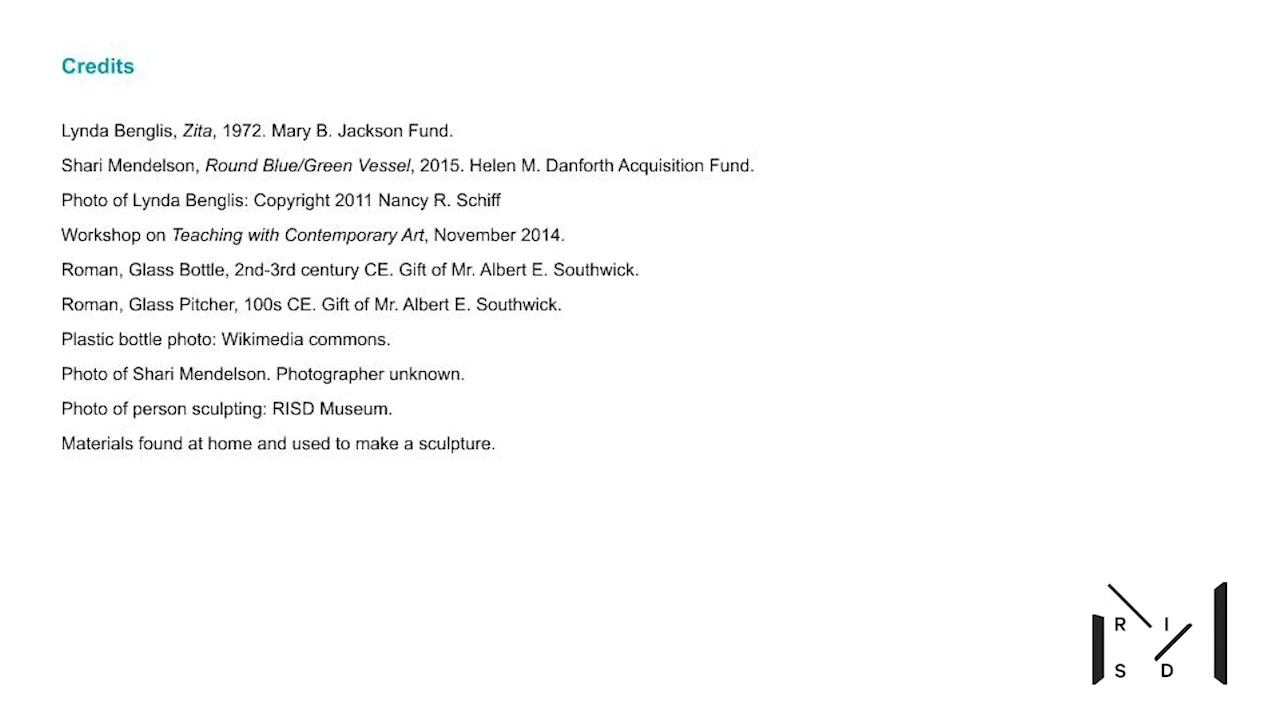 Credits
Lynda Benglis, Zita, 1972. Mary B. Jackson Fund.
Shari Mendelson, Round Blue/Green Vessel, 2015. Helen M. Danforth Acquisition Fund.
Photo of Lynda Benglis: Copyright 2011 Nancy R. Schiff
Workshop on Teaching with Contemporary Art, November 2014.
Roman, Glass Bottle, 2nd-3rd century CE. Gift of Mr. Albert E. Southwick.
Roman, Glass Pitcher, 100s CE. Gift of Mr. Albert E. Southwick.
Plastic bottle photo: Wikimedia commons.
Photo of Shari Mendelson. Photographer unknown.
Photo of person sculpting: RISD Museum.
Materials found at home and used to make a sculpture.
R I
S D